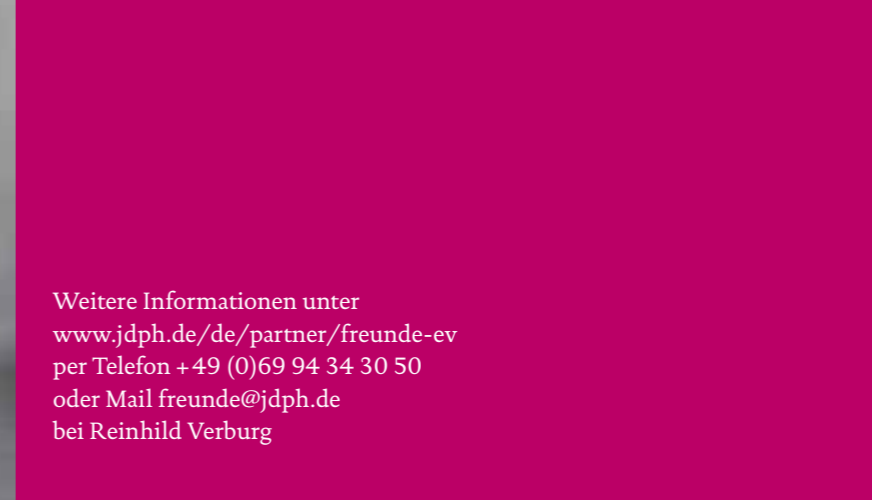 Weitere Informationen unter
www.jdph.de/de/partner/freunde-ev
per Telefon +49 (0)69 94 34 30 50
oder Mail freunde@jdph.de
bei Reinhild Verburg